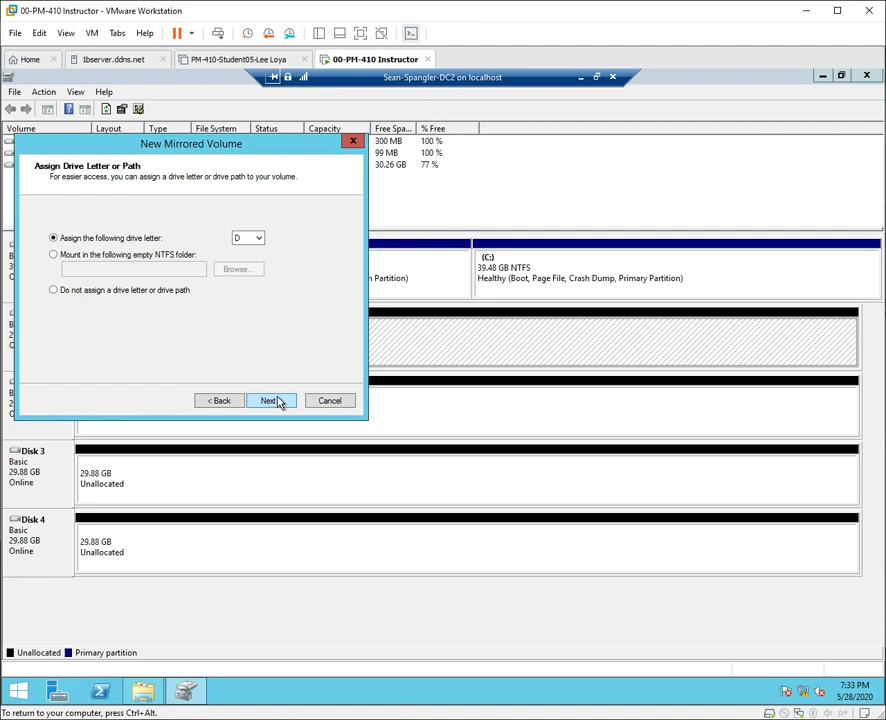 00-PM-410 Instructor - VMware Workstation
File Edit View VM Tabs Help
Home 1bserver.ddns.net PM-410-Student05-Lee Loya 00-PM-410 Instructor
Sean-Spangler-DC2 on localhost
File Action View Help
Volume Layout Type File System Status Capacity Free Spa... % Free
300 MB 100 %
99 MB 100 %
30.26 GB 77 %
New Mirrored Volume
Assign Drive Letter or Path
For easier access, you can assign a drive letter or drive path to your volume.
Assign the following drive letter: D
Mount in the following empty NTFS folder:
Browse...
Do not assign a drive letter or drive path
< Back Next Cancel
Partition)
(C:)
39.48 GB NTFS
Healthy (Boot, Page File, Crash Dump, Primary Partition)
Disk 3
Basic
29.88 GB
Online
29.88 GB
Unallocated
Disk 4
Basic
29.88 GB
Online
29.88 GB
Unallocated
Unallocated Primary partition
7:33 PM
5/28/2020
To return to your computer, press Ctrl+Alt.